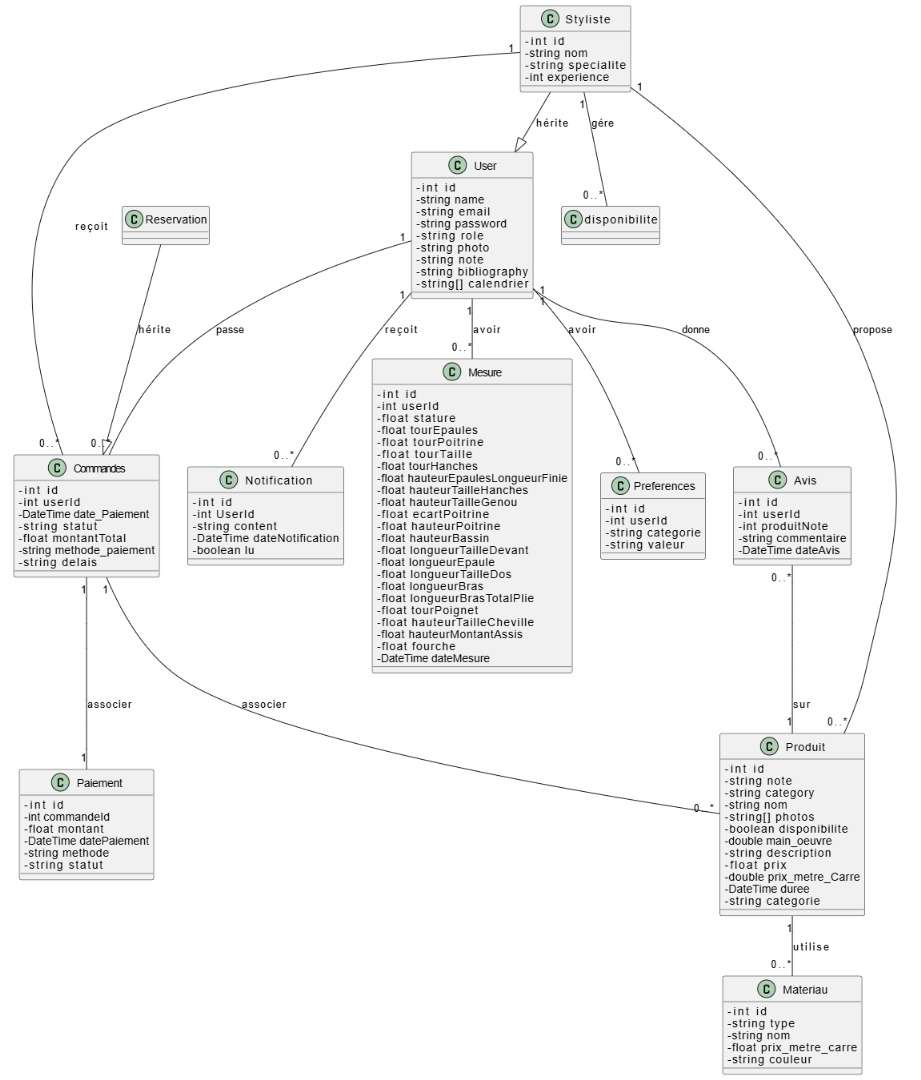 C Styliste
-int id
-string nom
-string specialite
-int experience
1
1
1
hérite
gére
0..*
C User
-int id
-string name
-string email
-string password
-string role
-string photo
-string note
-string bibliography
-string[] calendrier
C Reservation
C disponibilite
reçoit
1
1
1
1
1
hérite
passe
reçoit
avoir
avoir
donne
propose
0..*
0..*
0..*
0..*
0..*
0..*
C Mesure
-int id
-int userId
-float stature
-float tourEpaules
-float tourPoitrine
-float tourTaille
-float tourHanches
-float hauteurEpaulesLongueurFinie
-float hauteurTailleHanches
-float hauteurTailleGenou
-float ecartPoitrine
-float hauteurPoitrine
-float hauteurBassin
-float longueurTailleDevant
-float longueurEpaule
-float longueurTailleDos
-float longueurBras
-float longueurBrasTotalPlie
-float tourPoignet
-float hauteurTailleCheville
-float hauteurMontantAssis
-float fourche
-DateTime dateMesure
C Commandes
-int id
-int userId
-DateTime date_Paiement
-string statut
-float montantTotal
-string methode_paiement
-string delais
C Notification
-int id
-int UserId
-string content
-DateTime dateNotification
-boolean lu
C Preferences
-int id
-int userId
-string categorie
-string valeur
C Avis
-int id
-int userId
-int produitNote
-string commentaire
-DateTime dateAvis
1
1
0..*
associer
associer
sur
1
1
0..*
0..*
C Paiement
-int id
-int commandeId
-float montant
-DateTime datePaiement
-string methode
-string statut
C Produit
-int id
-string note
-string category
-string nom
-string[] photos
-boolean disponibilite
-double main_oeuvre
-string description
-float prix
-double prix_metre_Carre
-DateTime duree
-string categorie
1
utilise
0..*
C Materiau
-int id
-string type
-string nom
-float prix_metre_carre
-string couleur